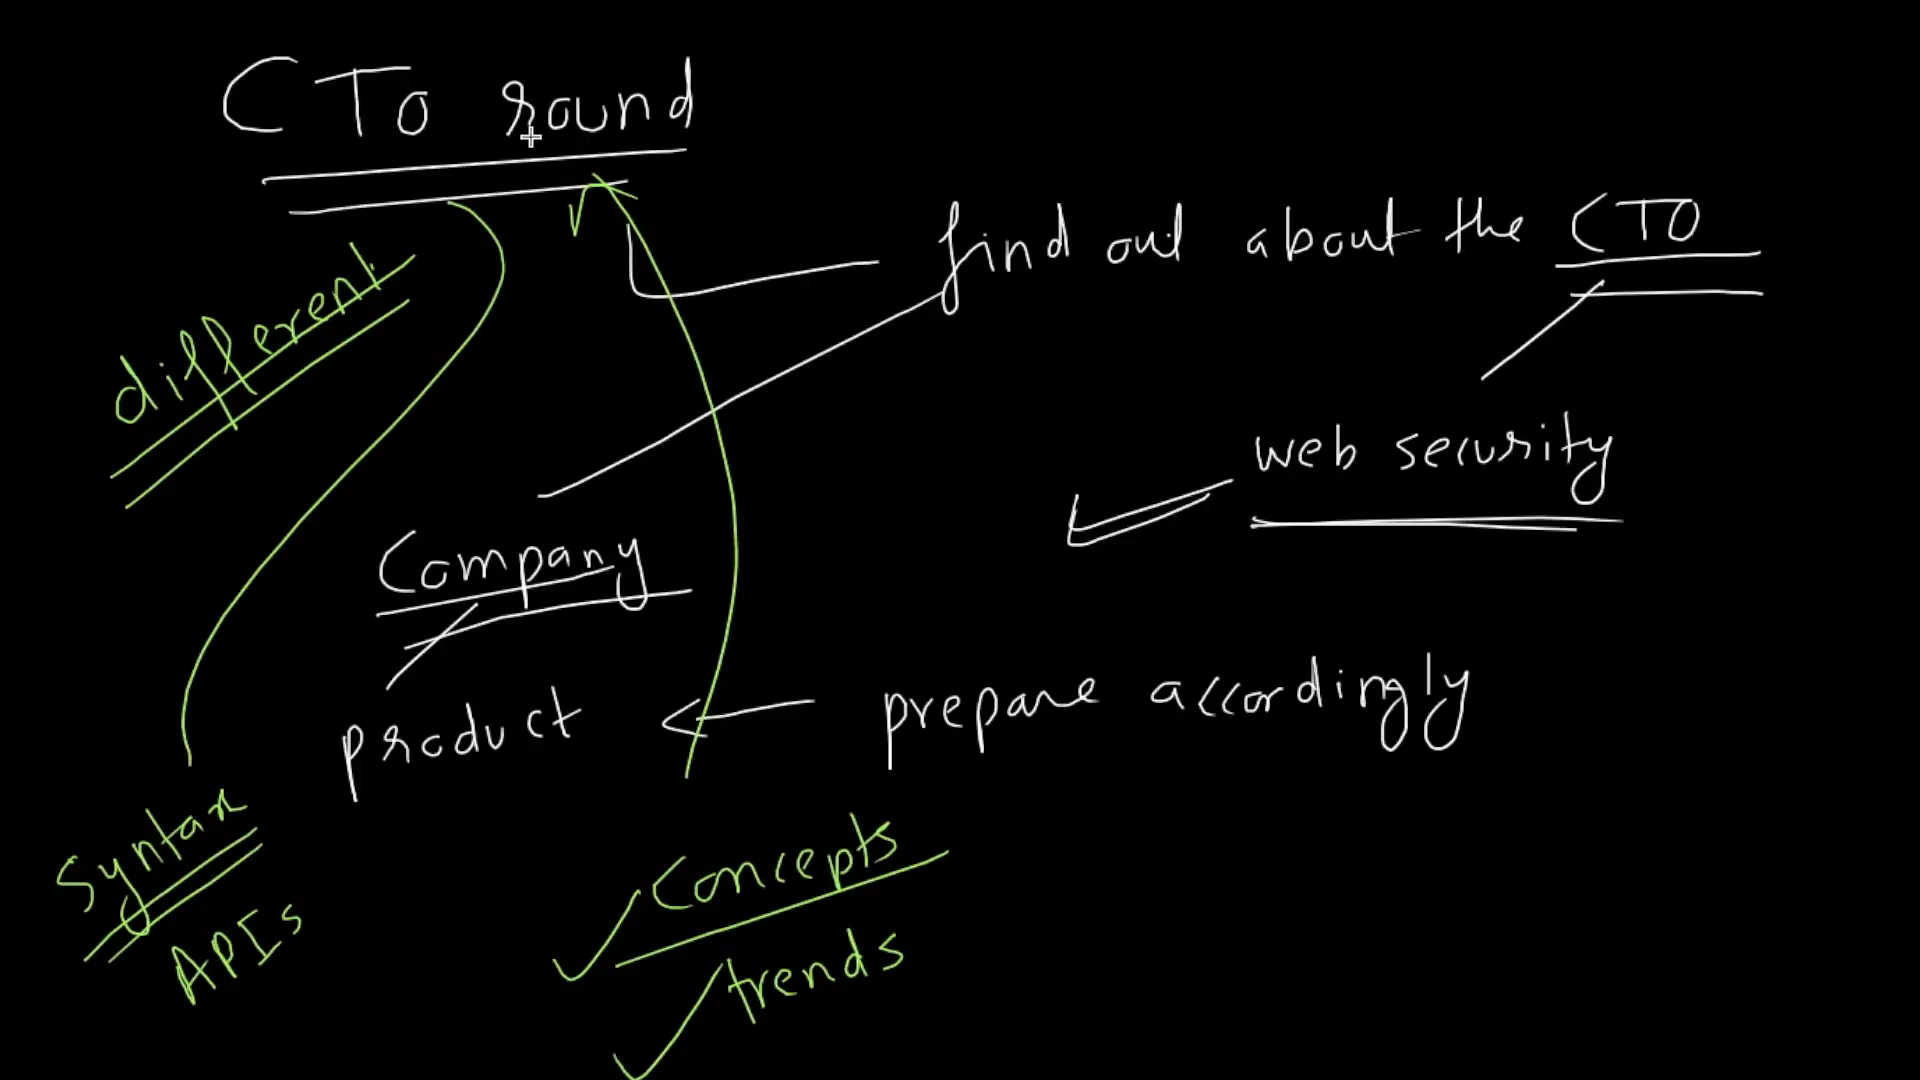 CTO round
find out about the CTO
different
web security
Company
product
prepare accordingly
Syntax
APIs
Concepts
trends